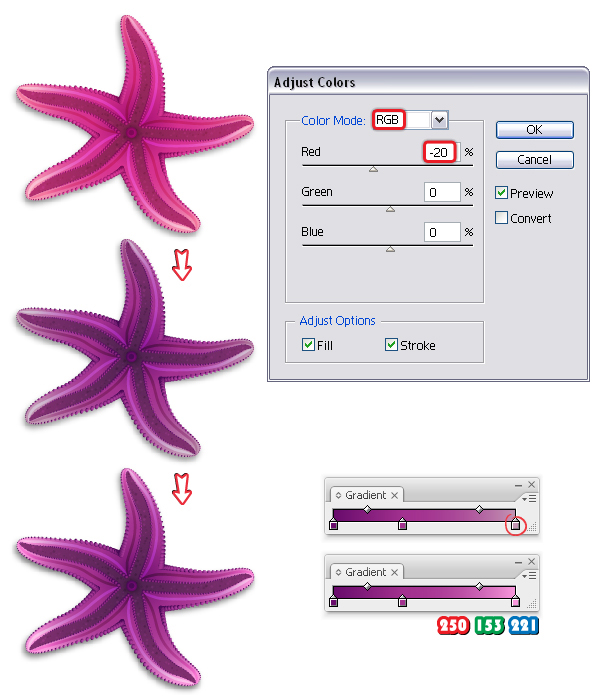 Adjust Colors
Color Mode: RGB
OK
Red -20 %
Cancel
Green 0 %
Preview
Convert
Blue 0 %
Adjust Options
Fill Stroke
Gradient
Gradient
250 153 221